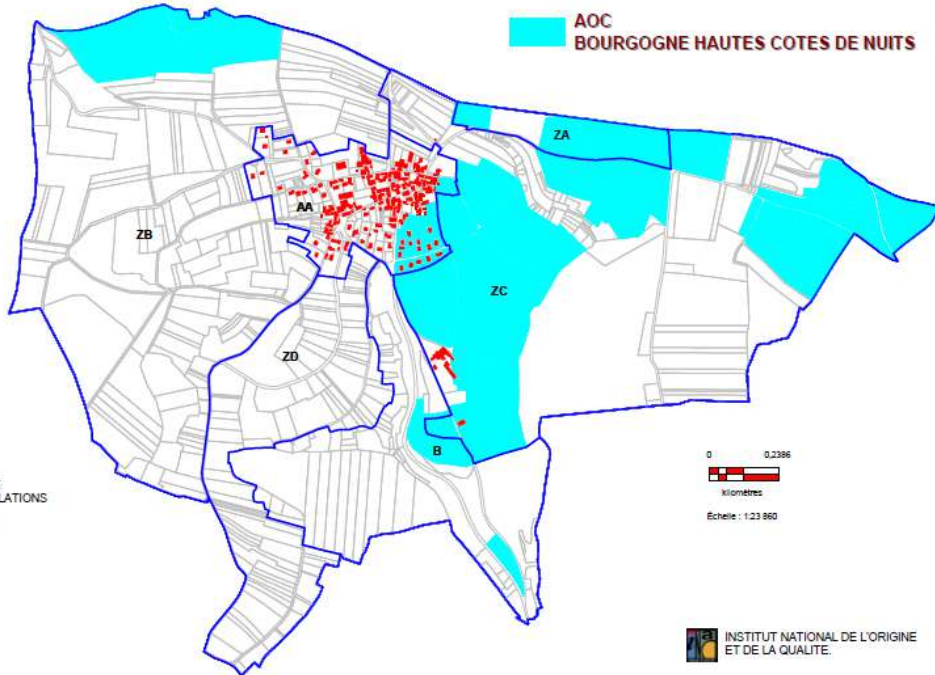 AOC
BOURGOGNE HAUTES COTES DE NUITS
ZA
AA
ZB
ZC
ZD
B
0 0,2386
kilomètres
Échelle : 1:23 860
LATIONS
INSTITUT NATIONAL DE L'ORIGINE
ET DE LA QUALITE.